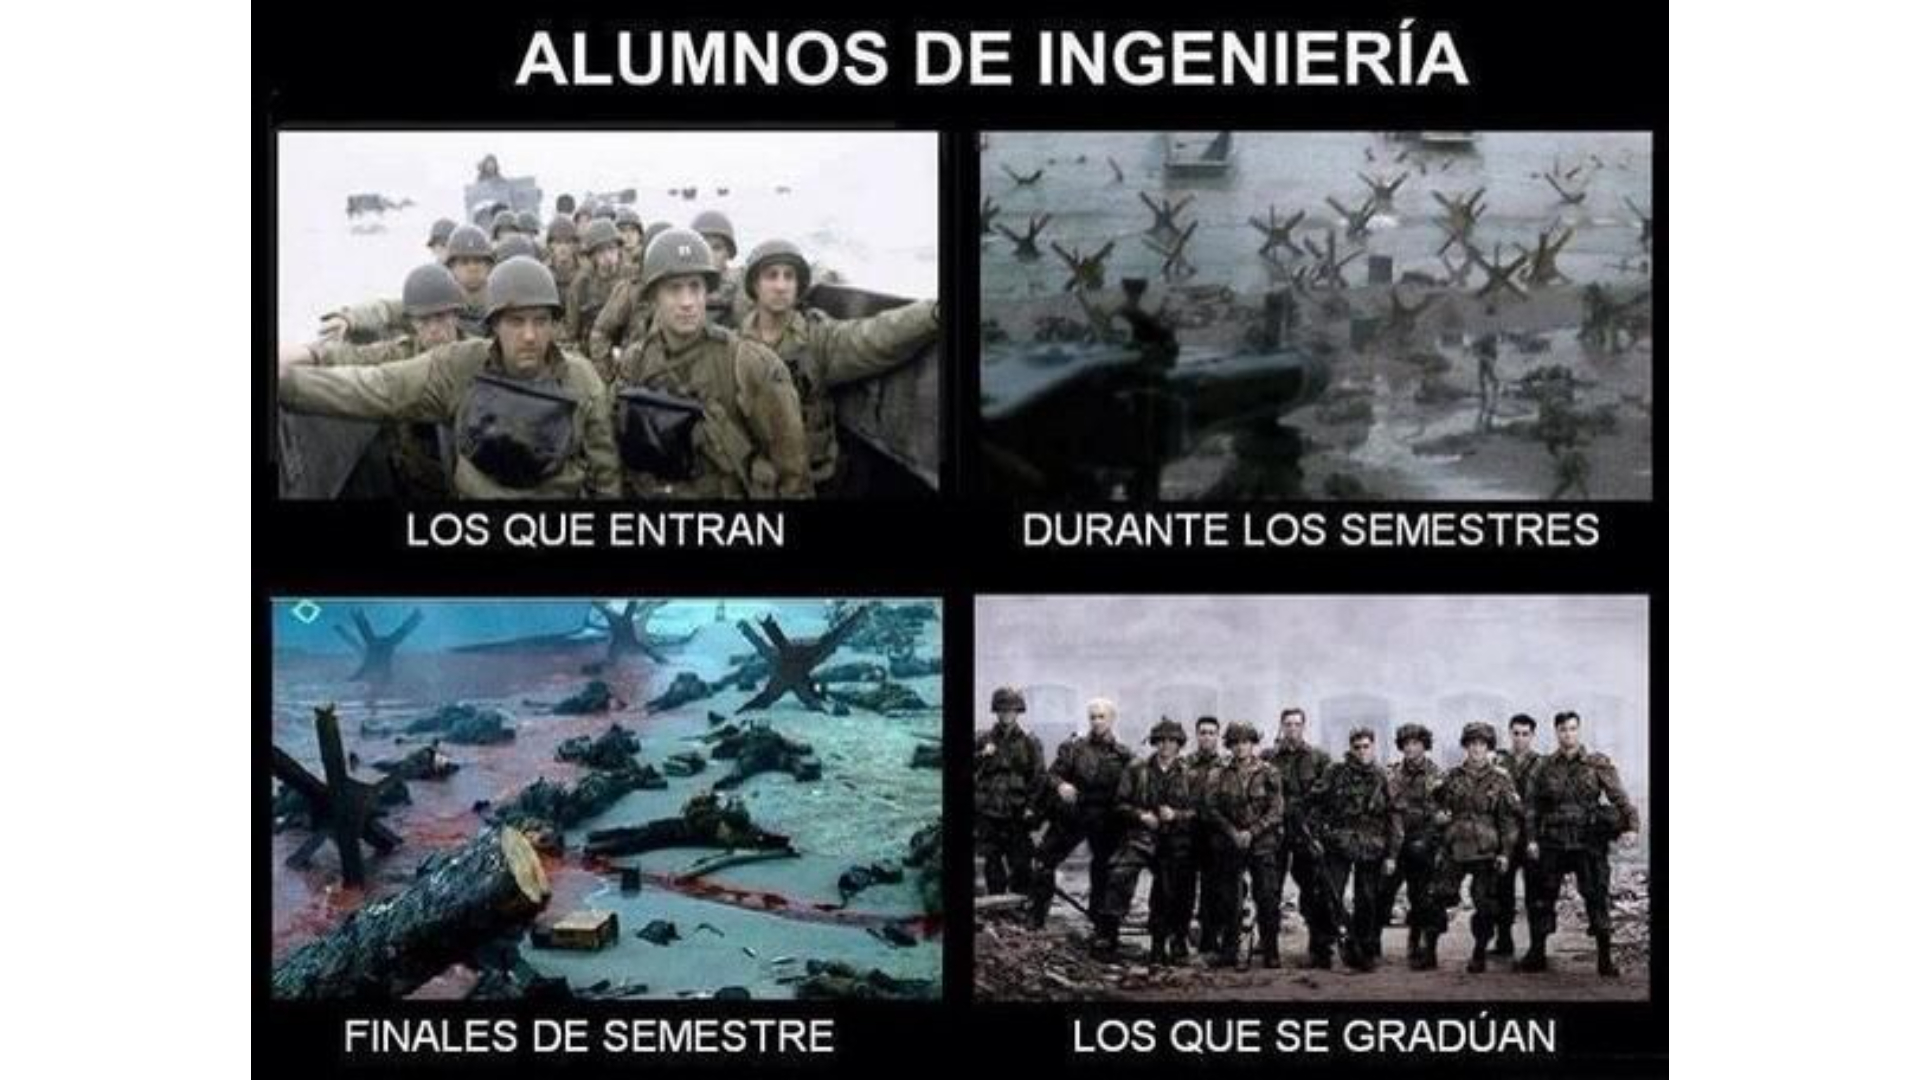 ALUMNOS DE INGENIERÍA
LOS QUE ENTRAN
DURANTE LOS SEMESTRES
FINALES DE SEMESTRE
LOS QUE SE GRADÚAN